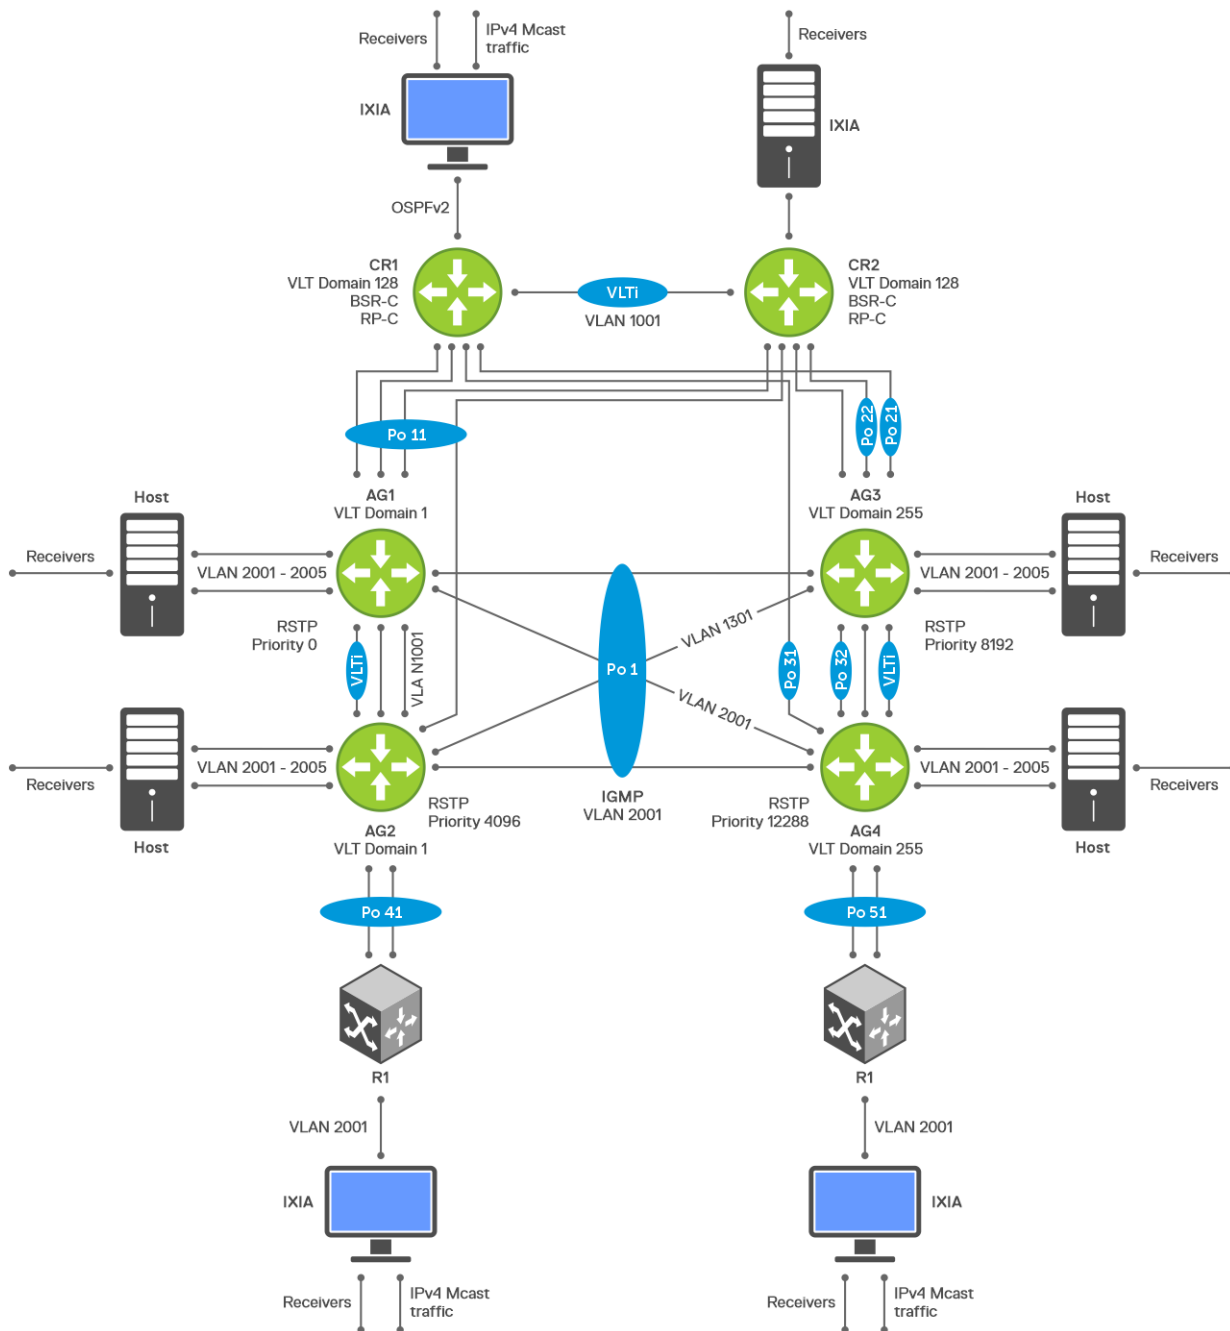 Receivers
IPv4 Mcast
traffic
IXIA
Receivers
IXIA
OSPFv2
CR1
VLT Domain 128
BSR-C
RP-C
VLTi
VLAN 1001
CR2
VLT Domain 128
BSR-C
RP-C
Po 11
Po 22
Po 21
AG1
VLT Domain 1
AG3
VLT Domain 255
Host
Receivers
VLAN 2001 - 2005
Host
VLAN 2001 - 2005
Receivers
RSTP
Priority 0
VLAN 1301
RSTP
Priority 8192
VLTi
VLA N1001
Po 1
Po 31
Po 32
VLTi
VLAN 2001
VLAN 2001 - 2005
Receivers
Host
VLAN 2001 - 2005
Receivers
Host
RSTP
Priority 4096
IGMP
VLAN 2001
RSTP
Priority 12288
AG2
VLT Domain 1
AG4
VLT Domain 255
Po 41
Po 51
R1
R1
VLAN 2001
VLAN 2001
IXIA
IXIA
Receivers
IPv4 Mcast
traffic
Receivers
IPv4 Mcast
traffic